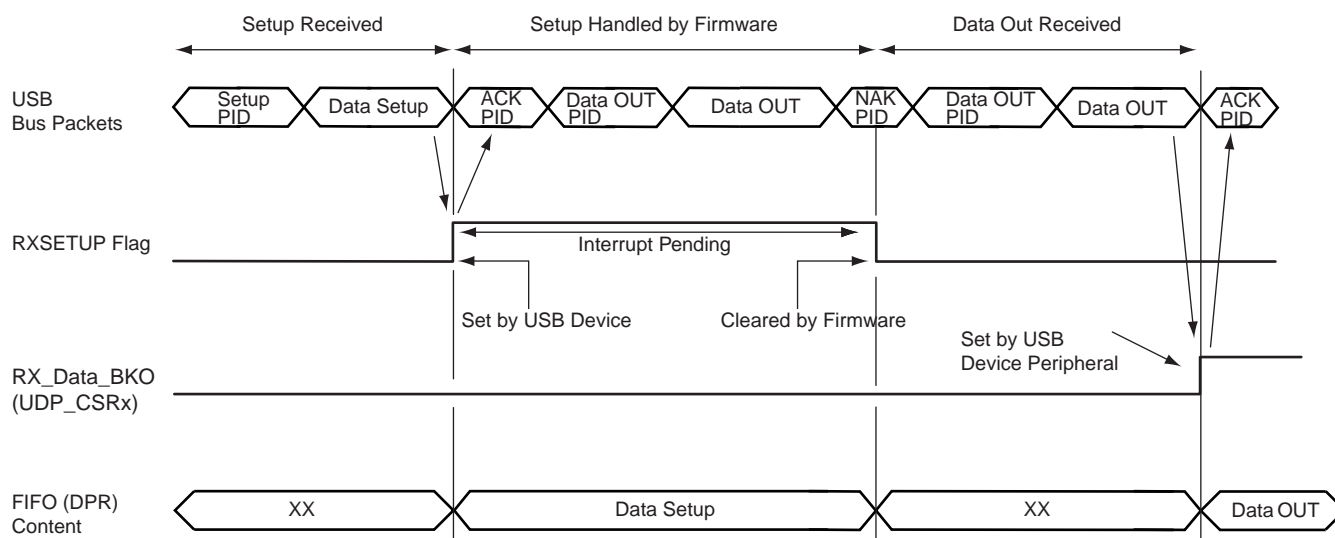 Setup Received
Setup Handled by Firmware
Data Out Received
USB
Bus Packets
Setup
PID
Data Setup
ACK
PID
Data OUT
PID
Data OUT
NAK
PID
Data OUT
PID
Data OUT
ACK
PID
RXSETUP Flag
Interrupt Pending
Set by USB Device
Cleared by Firmware
Set by USB
Device Peripheral
RX_Data_BKO
(UDP_CSRx)
FIFO (DPR)
Content
XX
Data Setup
XX
Data OUT